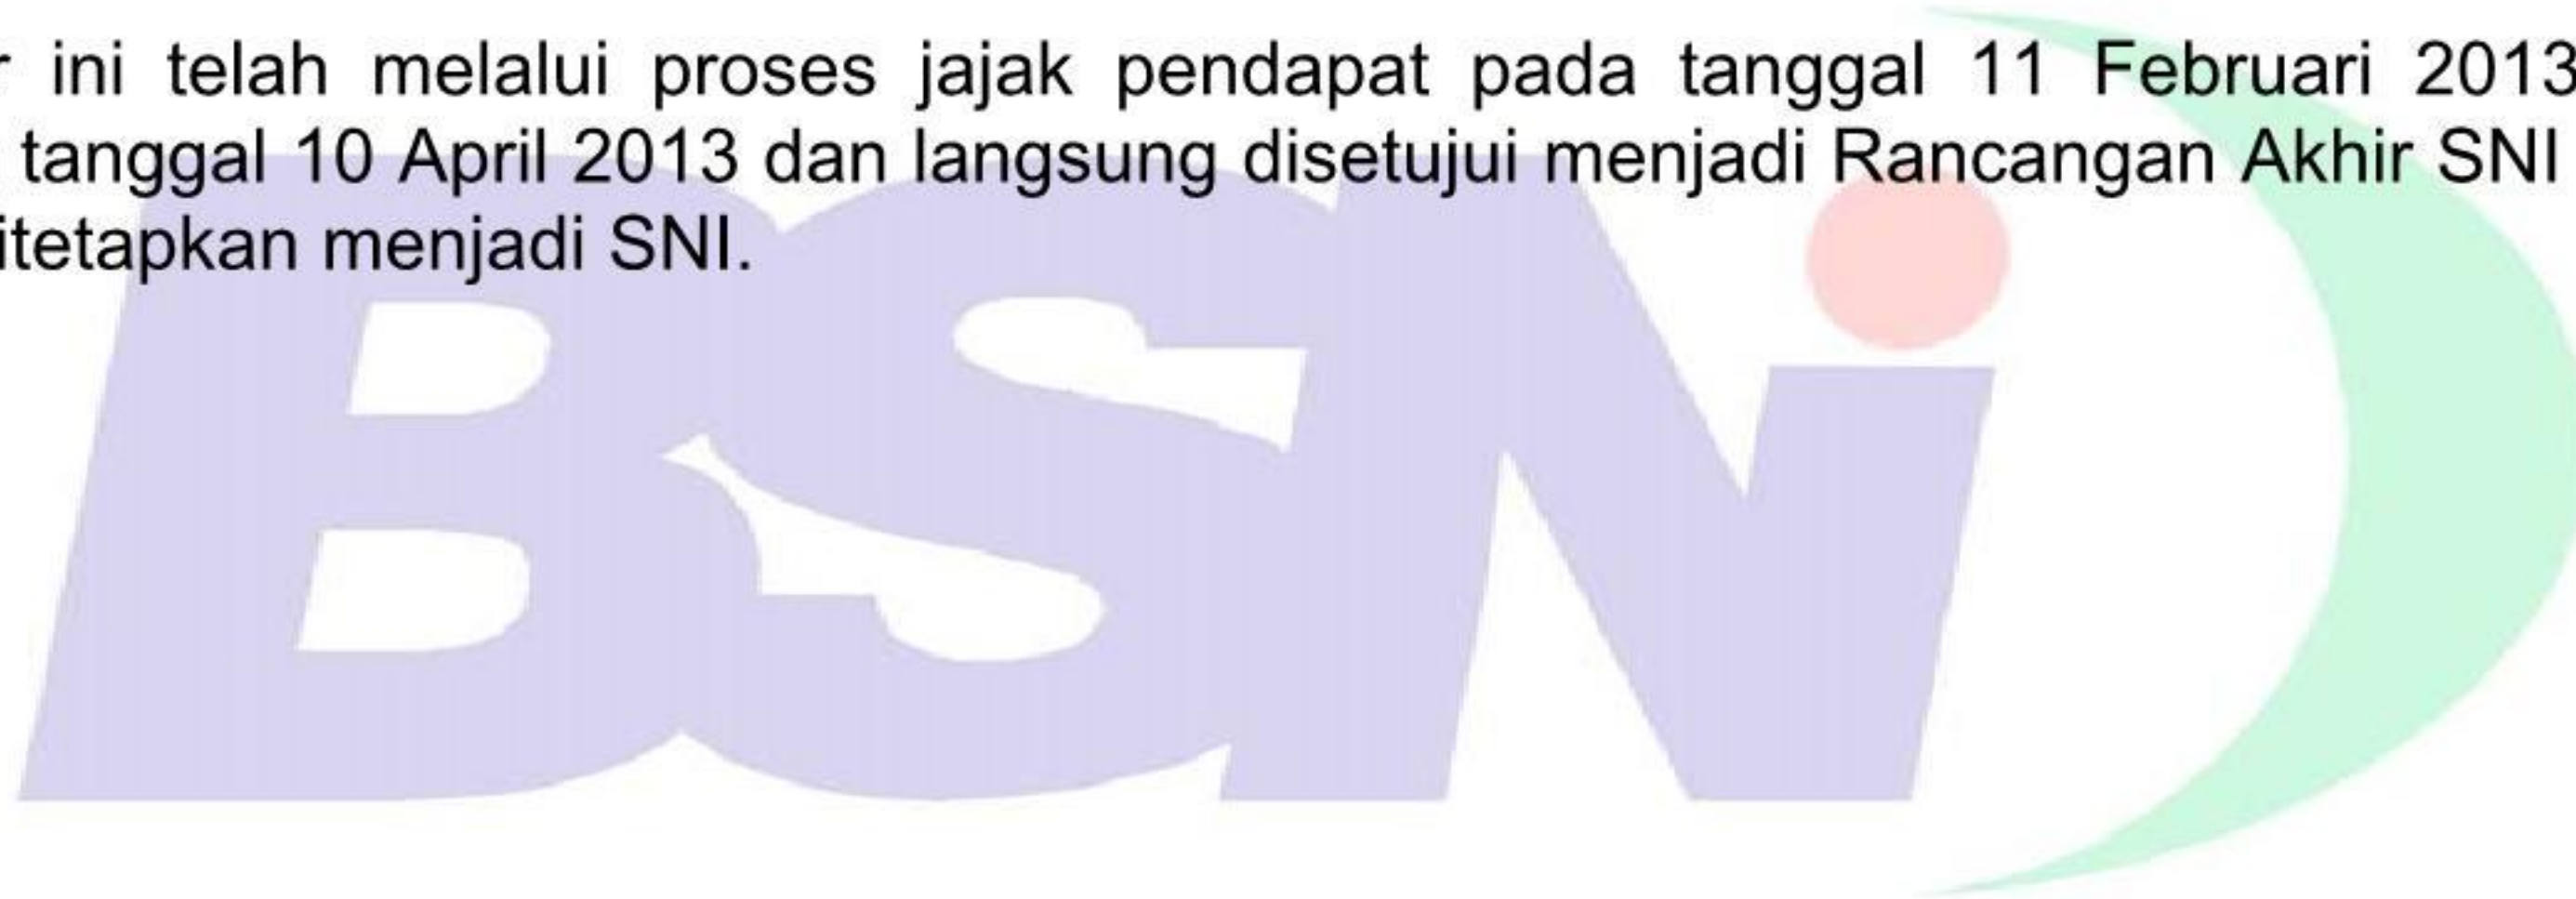 r ini telah melalui proses jajak pendapat pada tanggal 11 Februari 2013
tanggal 10 April 2013 dan langsung disetujui menjadi Rancangan Akhir SNI
itetapkan menjadi SNI.
BSNi